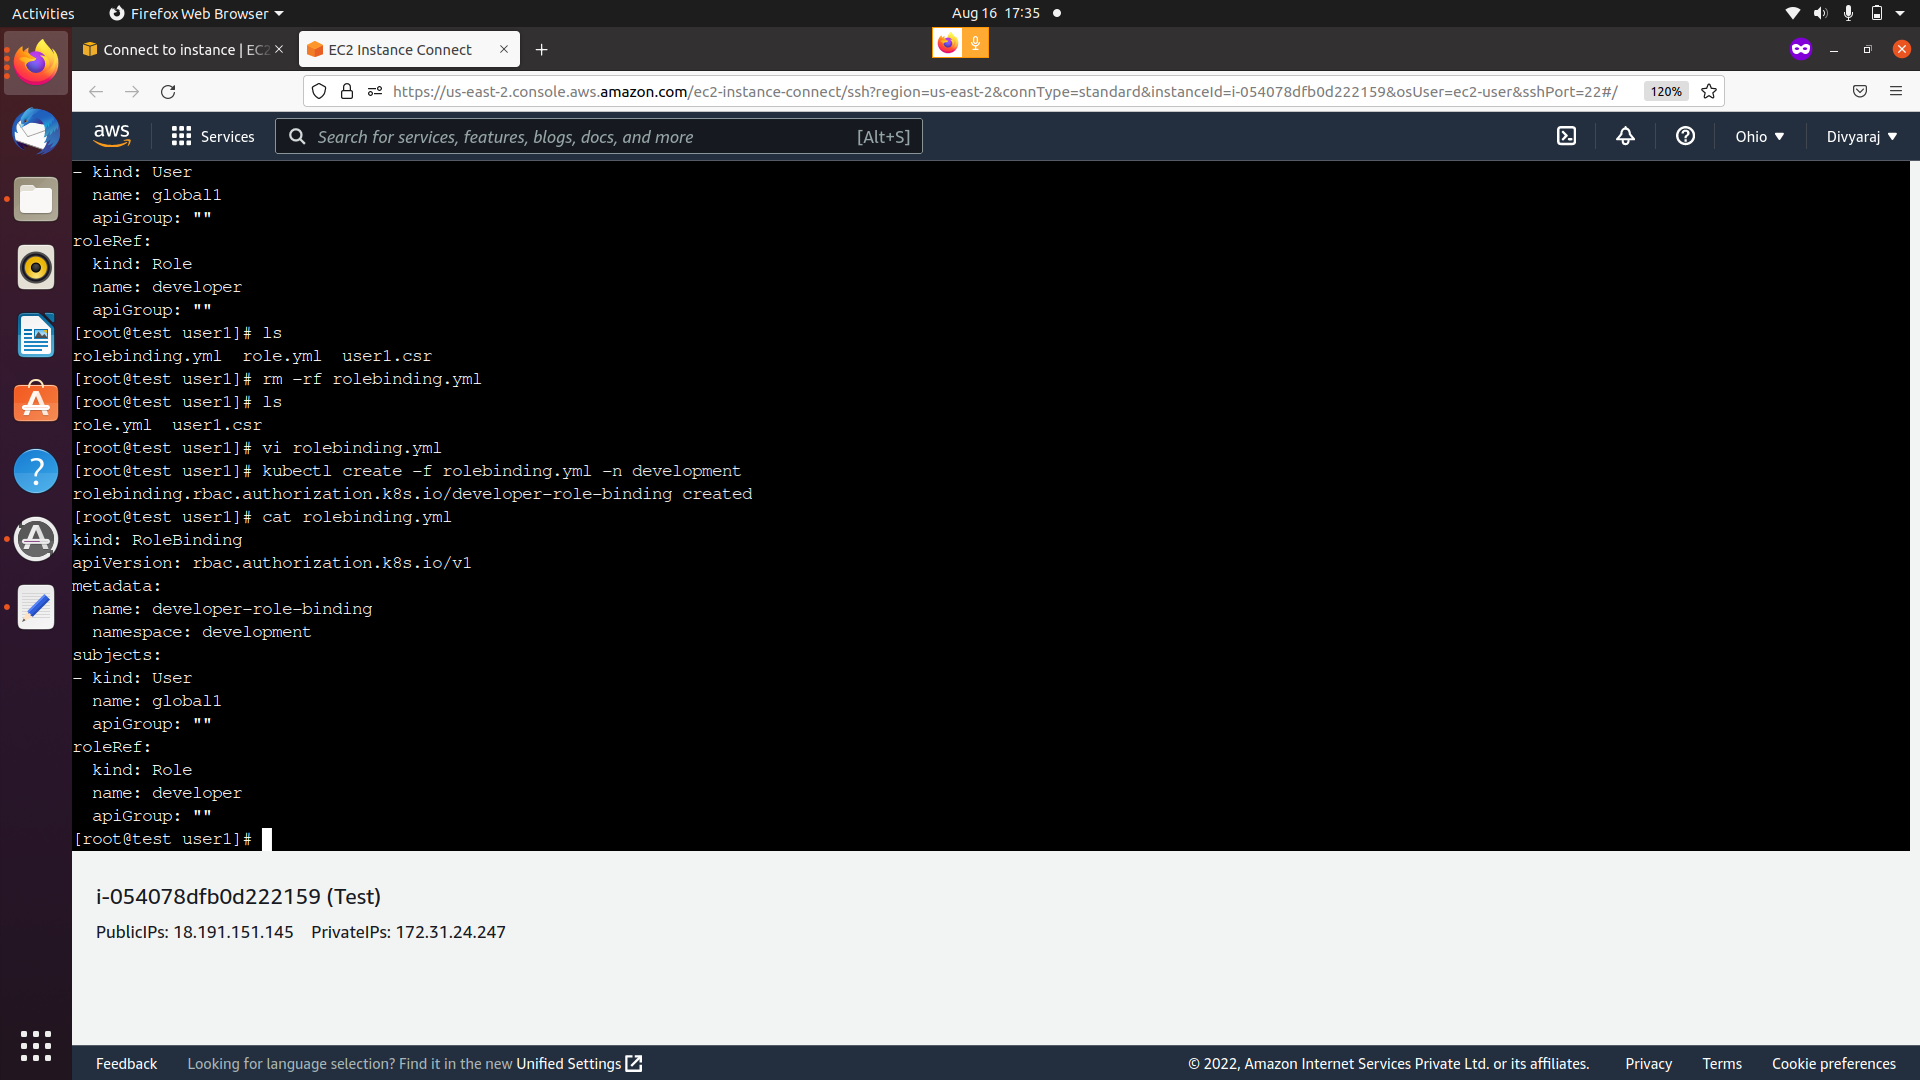 Activities Firefox Web Browser Aug 16 17:35
Connect to instance | EC2 EC2 Instance Connect
https://us-east-2.console.aws.amazon.com/ec2-instance-connect/ssh?region=us-east-2&connType=standard&instanceId=i-054078dfb0d222159&osUser=ec2-user&sshPort=22#/ 120%
aws Services Search for services, features, blogs, docs, and more [Alt+S] Ohio Divyaraj
- kind: User
  name: global1
  apiGroup: ""
roleRef:
  kind: Role
  name: developer
  apiGroup: ""
[root@test user1]# ls
rolebinding.yml  role.yml  user1.csr
[root@test user1]# rm -rf rolebinding.yml
[root@test user1]# ls
role.yml  user1.csr
[root@test user1]# vi rolebinding.yml
[root@test user1]# kubectl create -f rolebinding.yml -n development
rolebinding.rbac.authorization.k8s.io/developer-role-binding created
[root@test user1]# cat rolebinding.yml
kind: RoleBinding
apiVersion: rbac.authorization.k8s.io/v1
metadata:
  name: developer-role-binding
  namespace: development
subjects:
- kind: User
  name: global1
  apiGroup: ""
roleRef:
  kind: Role
  name: developer
  apiGroup: ""
[root@test user1]#
i-054078dfb0d222159 (Test)
PublicIPs: 18.191.151.145 PrivateIPs: 172.31.24.247
Feedback Looking for language selection? Find it in the new Unified Settings © 2022, Amazon Internet Services Private Ltd. or its affiliates. Privacy Terms Cookie preferences